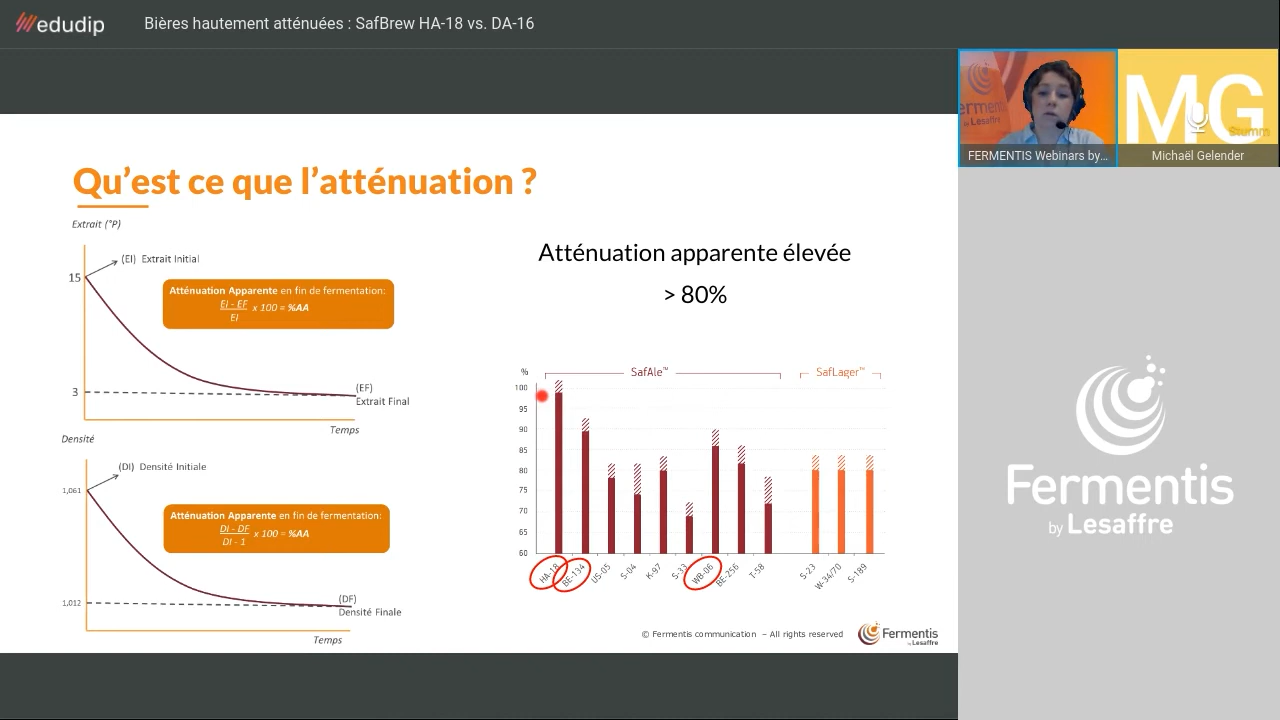 edudip
Bières hautement atténuées : SafBrew HA-18 vs. DA-16
FERMENTIS Webinars by…
MG
Stumm
Michaël Gelender
Qu’est ce que l’atténuation ?
Extrait (°P)
15
(EI) Extrait Initial
Atténuation Apparente en fin de fermentation:
EI - EF
EI
x 100 = %AA
3
(EF)
Extrait Final
Temps
Densité
1,061
(DI) Densité Initiale
Atténuation Apparente en fin de fermentation:
DI - DF
DI - 1
x 100 = %AA
1,012
(DF)
Densité Finale
Temps
Atténuation apparente élevée
> 80%
%
SafAle™
SafLager™
100
95
90
85
80
75
70
65
60
HA-18
BE-134
US-05
S-04
K-97
S-33
WB-06
BE-256
T-58
S-23
W-34/70
S-189
© Fermentis communication – All rights reserved
Fermentis
by Lesaffre
Fermentis
by Lesaffre
Fermentis
by Lesaffre